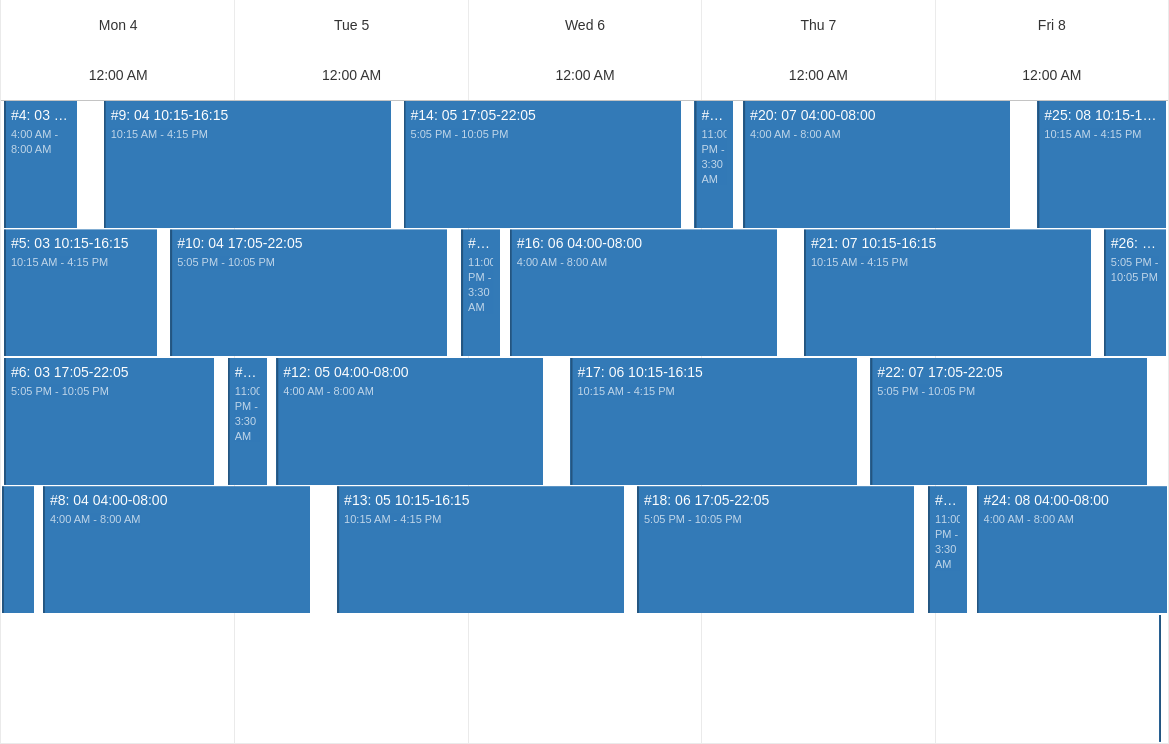 Mon 4
Tue 5
Wed 6
Thu 7
Fri 8
12:00 AM
12:00 AM
12:00 AM
12:00 AM
12:00 AM
#4: 03 …
4:00 AM -
8:00 AM
#9: 04 10:15-16:15
10:15 AM - 4:15 PM
#14: 05 17:05-22:05
5:05 PM - 10:05 PM
#…
11:00
PM -
3:30
AM
#20: 07 04:00-08:00
4:00 AM - 8:00 AM
#25: 08 10:15-1…
10:15 AM - 4:15 PM
#5: 03 10:15-16:15
10:15 AM - 4:15 PM
#10: 04 17:05-22:05
5:05 PM - 10:05 PM
#…
11:00
PM -
3:30
AM
#16: 06 04:00-08:00
4:00 AM - 8:00 AM
#21: 07 10:15-16:15
10:15 AM - 4:15 PM
#26: …
5:05 PM -
10:05 PM
#6: 03 17:05-22:05
5:05 PM - 10:05 PM
#…
11:00
PM -
3:30
AM
#12: 05 04:00-08:00
4:00 AM - 8:00 AM
#17: 06 10:15-16:15
10:15 AM - 4:15 PM
#22: 07 17:05-22:05
5:05 PM - 10:05 PM
#8: 04 04:00-08:00
4:00 AM - 8:00 AM
#13: 05 10:15-16:15
10:15 AM - 4:15 PM
#18: 06 17:05-22:05
5:05 PM - 10:05 PM
#…
11:00
PM -
3:30
AM
#24: 08 04:00-08:00
4:00 AM - 8:00 AM